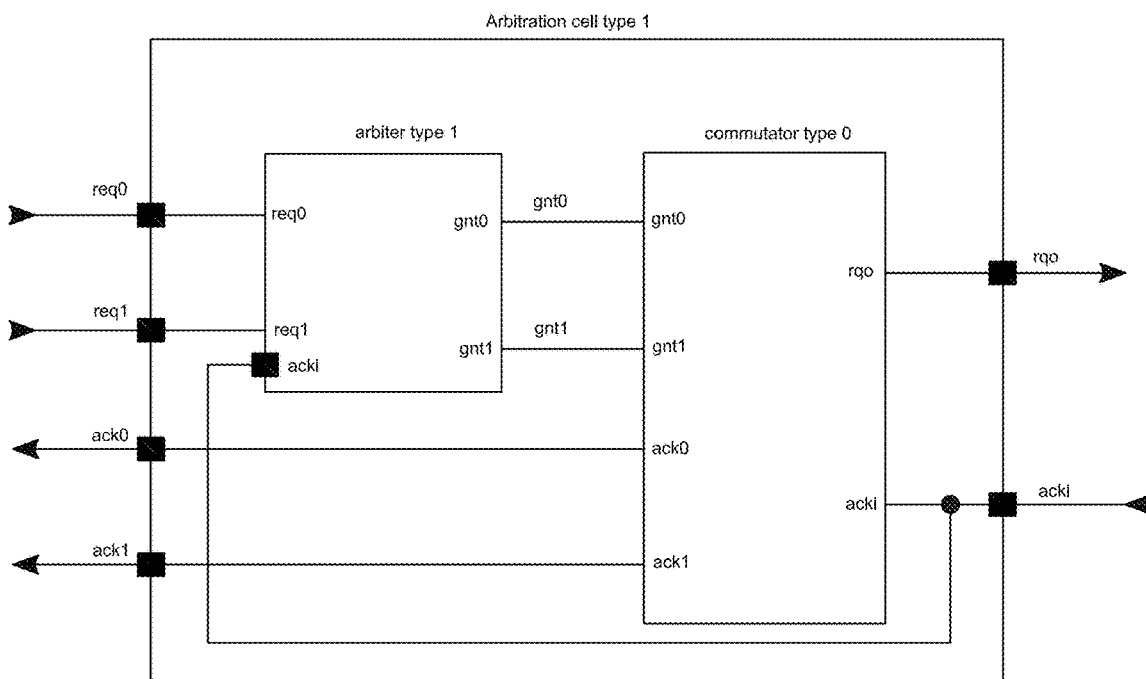 Arbitration cell type 1
arbiter type 1
commutator type 0
req0
req0
gnt0
gnt0
gnt0
rqo
rqo
req1
req1
gnt1
gnt1
gnt1
acki
ack0
ack0
acki
acki
ack1
ack1